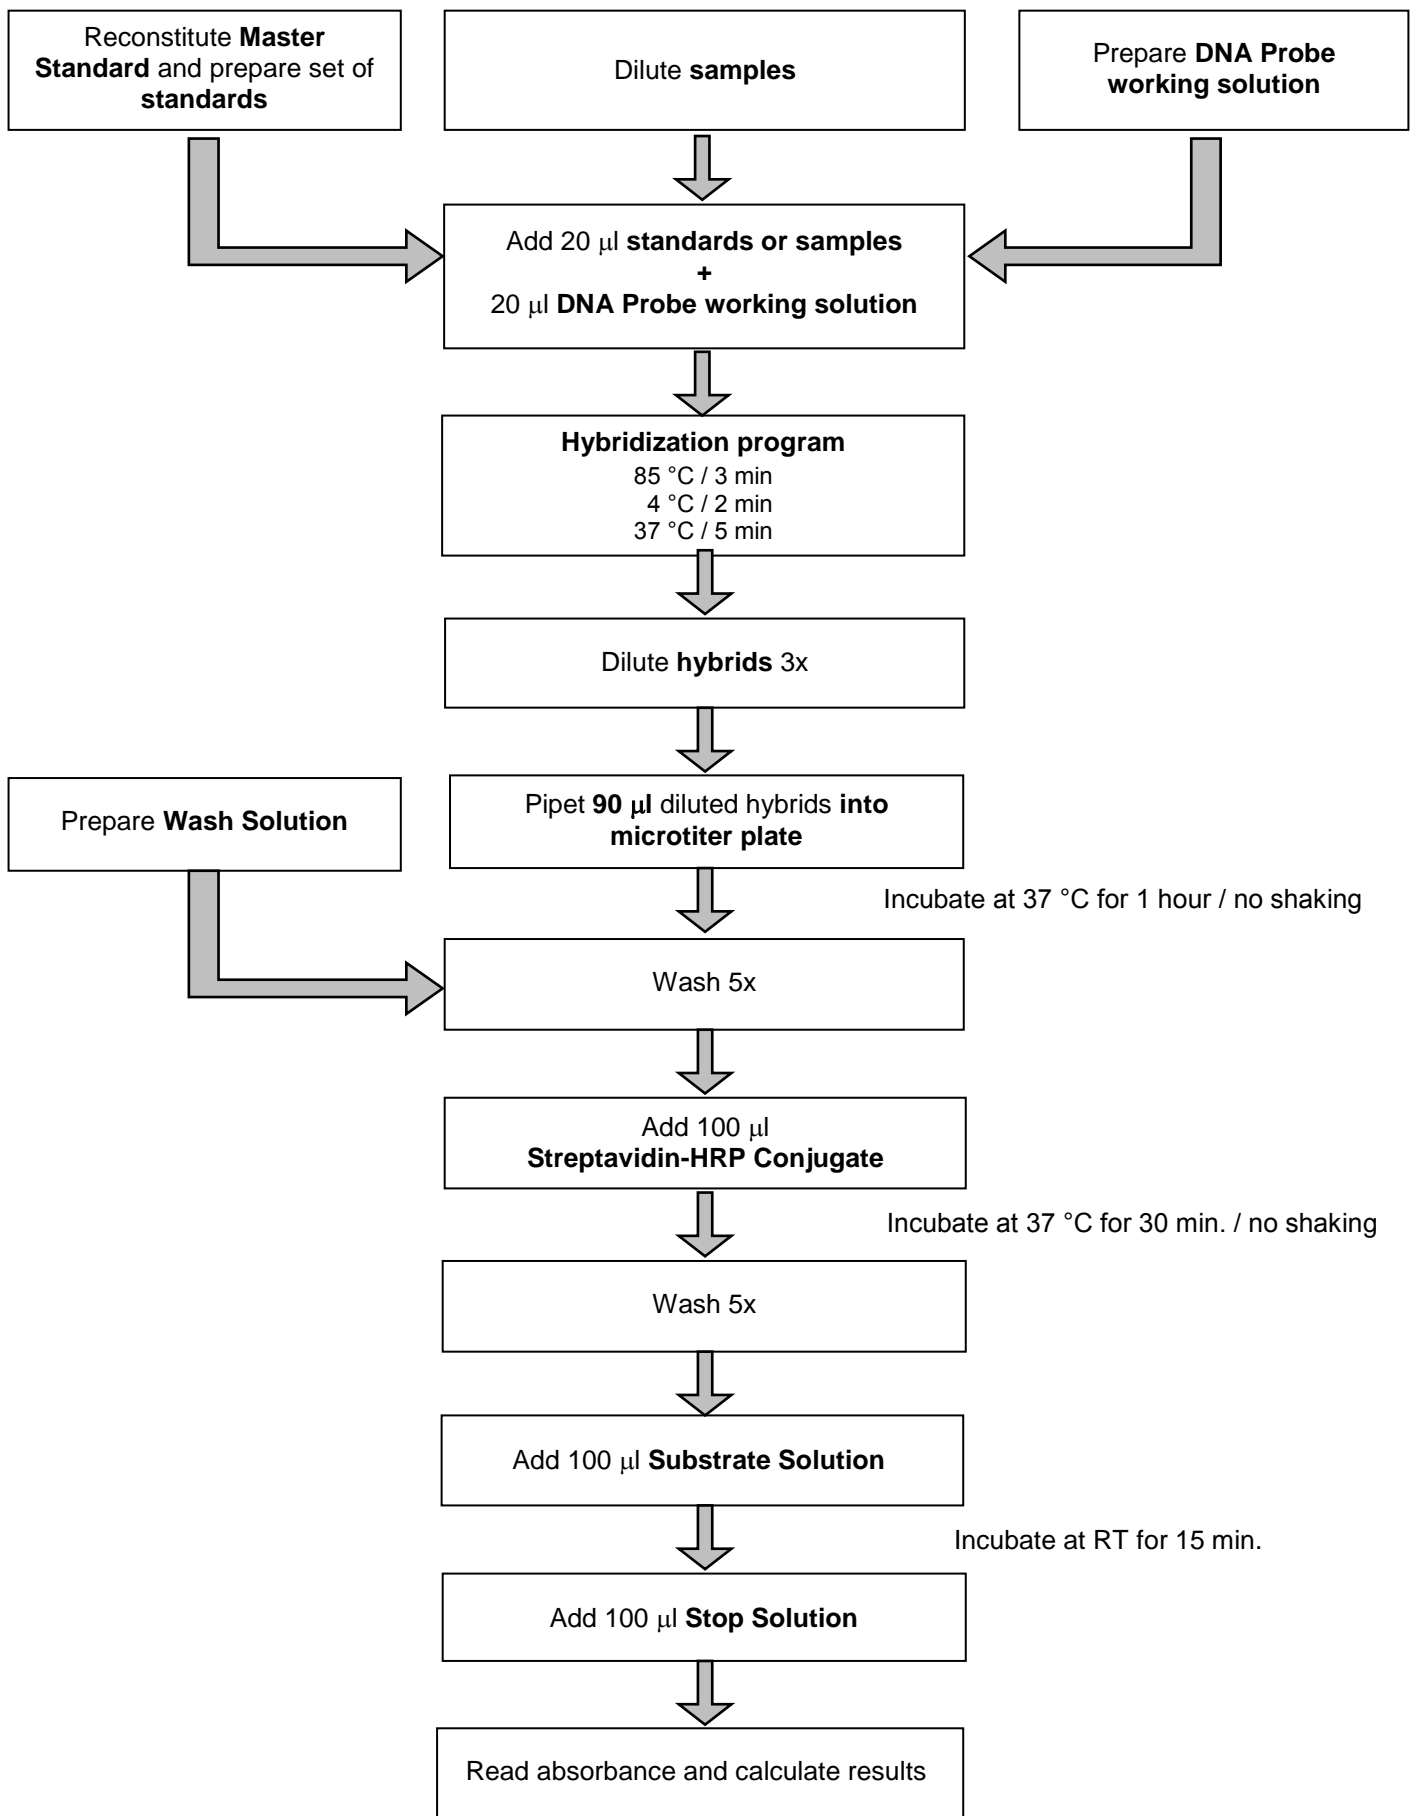 Reconstitute Master
Standard and prepare set of
standards
Dilute samples
Prepare DNA Probe
working solution
Add 20 μl standards or samples
+
20 μl DNA Probe working solution
Hybridization program
85 °C / 3 min
4 °C / 2 min
37 °C / 5 min
Dilute hybrids 3x
Prepare Wash Solution
Pipet 90 μl diluted hybrids into
microtiter plate
Incubate at 37 °C for 1 hour / no shaking
Wash 5x
Add 100 μl
Streptavidin-HRP Conjugate
Incubate at 37 °C for 30 min. / no shaking
Wash 5x
Add 100 μl Substrate Solution
Incubate at RT for 15 min.
Add 100 μl Stop Solution
Read absorbance and calculate results